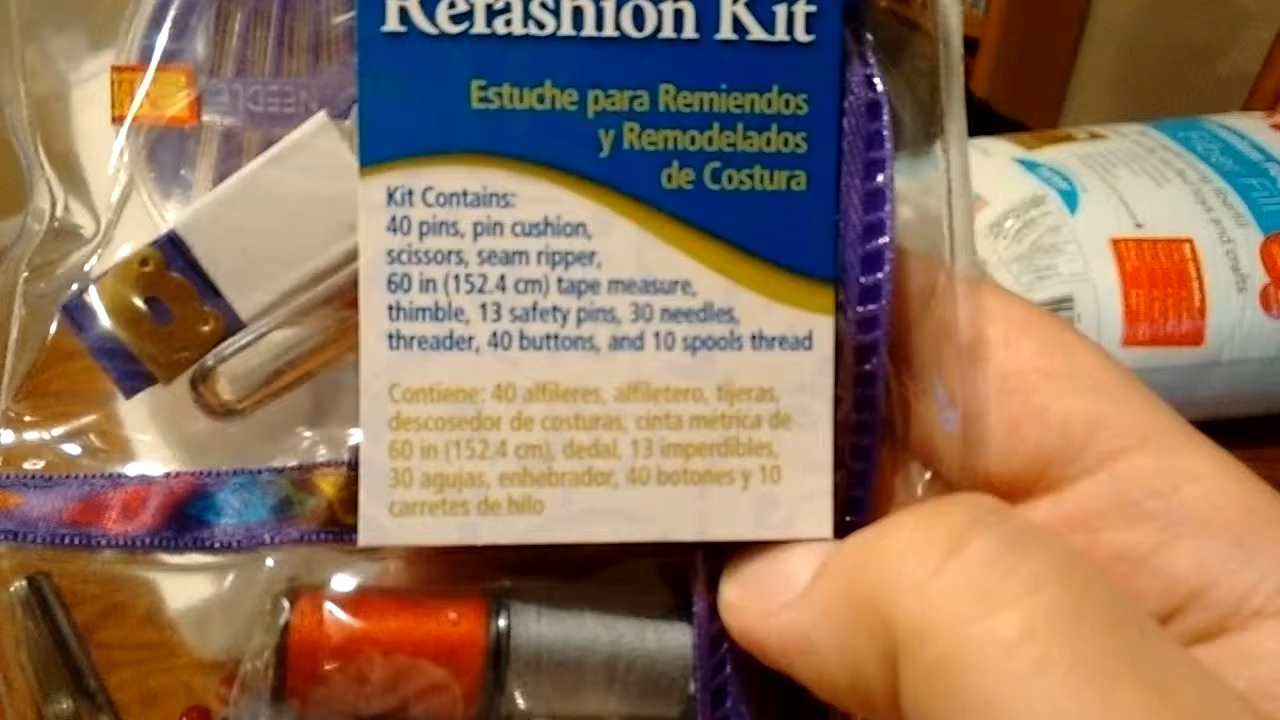 Refashion Kit
Estuche para Remiendos
y Remodelados
de Costura
Kit Contains:
40 pins, pin cushion,
scissors, seam ripper,
60 in (152.4 cm) tape measure,
thimble, 13 safety pins, 30 needles,
threader, 40 buttons, and 10 spools thread
Contiene: 40 alfileres, alfiletero, tijeras,
descosedor de costuras, cinta métrica de
60 in (152.4 cm), dedal, 13 imperdibles,
30 agujas, enhebrador, 40 botones y 10
carretes de hilo
NEEDLE
Fiber Fill